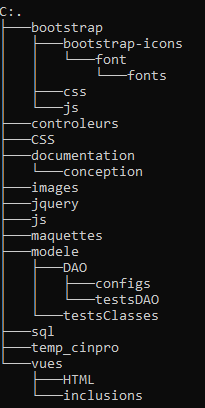 C:.
├───bootstrap
│   ├───bootstrap-icons
│   │   └───font
│   │       └───fonts
│   ├───css
│   └───js
├───controleurs
├───CSS
├───documentation
│   └───conception
├───images
├───jquery
├───js
├───maquettes
├───modele
│   ├───DAO
│   │   ├───configs
│   │   └───testsDAO
│   └───testsClasses
├───sql
├───temp_cinpro
└───vues
    ├───HTML
    └───inclusions